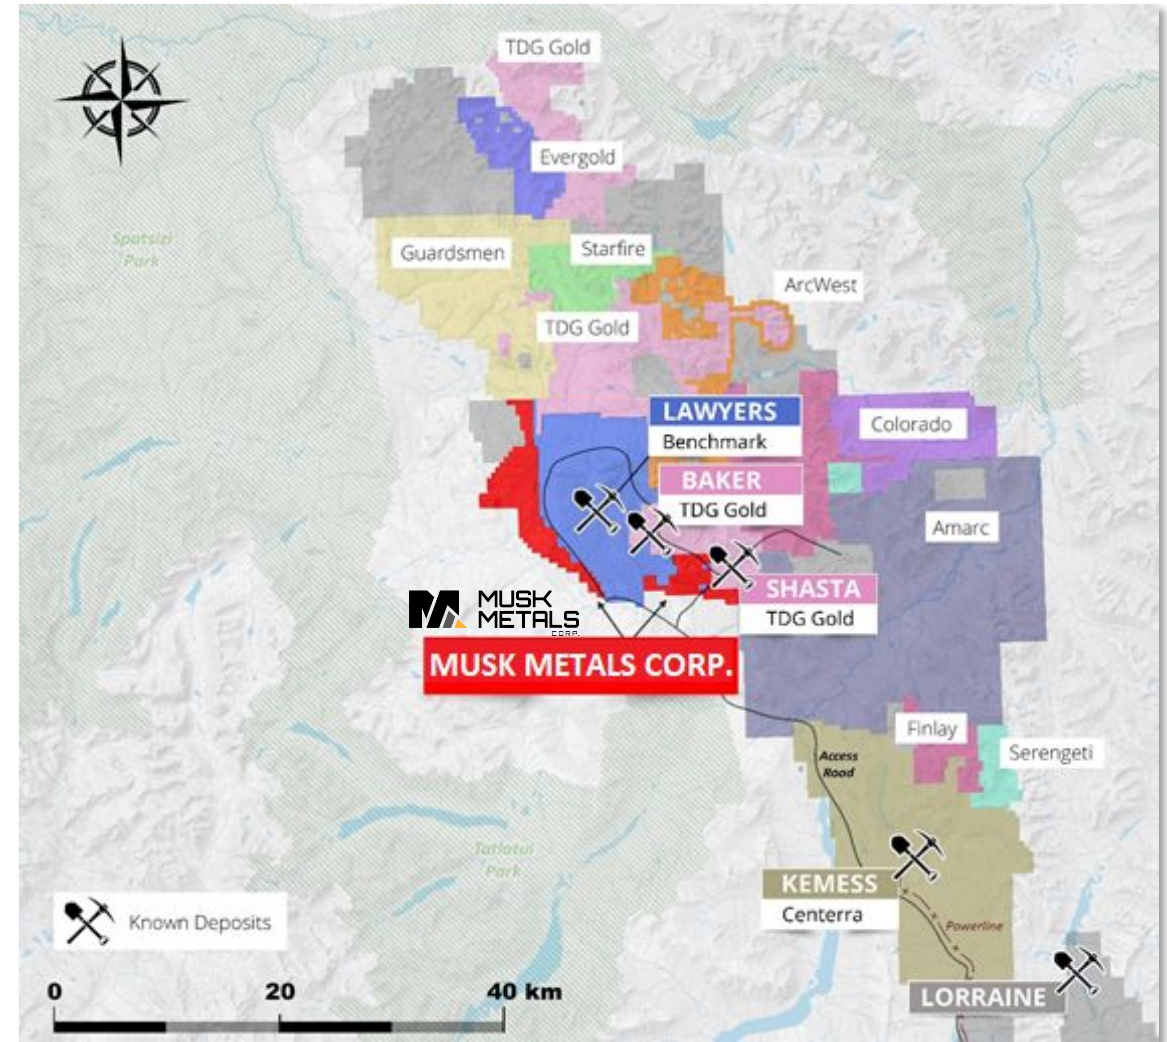 TDG Gold
Evergold
Spatsizi
Park
Guardsmen
Starfire
ArcWest
TDG Gold
LAWYERS
Benchmark
Colorado
BAKER
TDG Gold
Amarc
SHASTA
TDG Gold
MUSK
METALS
CORP.
MUSK METALS CORP.
Finlay
Serengeti
Access
Road
Tatlatui
Park
KEMESS
Centerra
Known Deposits
Powerline
0 20 40 km
LORRAINE